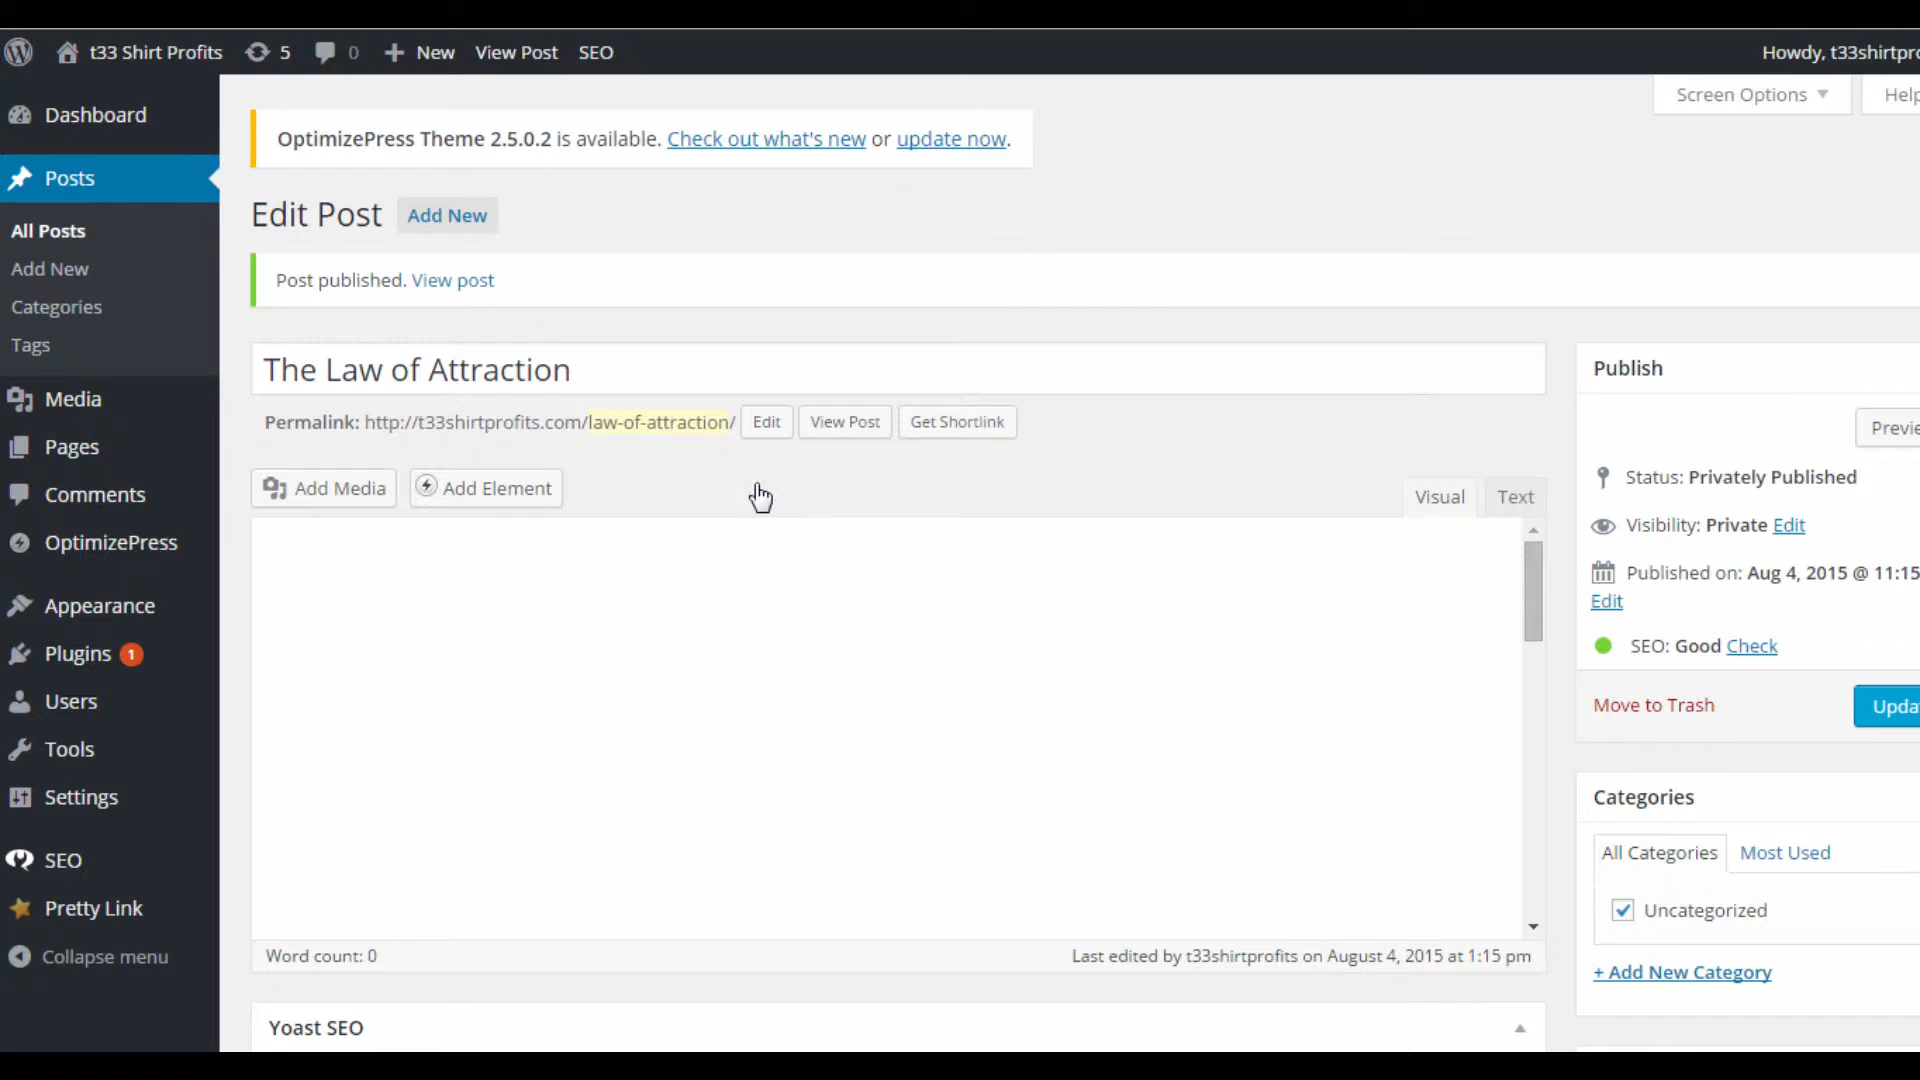 t33 Shirt Profits 5 0 New View Post SEO Howdy, t33shirtpro
Screen Options Help
Dashboard
OptimizePress Theme 2.5.0.2 is available. Check out what's new or update now.
Posts
Edit Post Add New
All Posts
Add New
Post published. View post
Categories
Tags
The Law of Attraction
Publish
Media
Permalink: http://t33shirtprofits.com/law-of-attraction/ Edit View Post Get Shortlink
Previe
Pages
Status: Privately Published
Add Media Add Element
Visual Text
Comments
Visibility: Private Edit
OptimizePress
Published on: Aug 4, 2015 @ 11:15
Edit
Appearance
SEO: Good Check
Plugins 1
Users
Move to Trash Upda
Tools
Settings
Categories
All Categories Most Used
SEO
Pretty Link
Uncategorized
Collapse menu
Word count: 0 Last edited by t33shirtprofits on August 4, 2015 at 1:15 pm
+ Add New Category
Yoast SEO